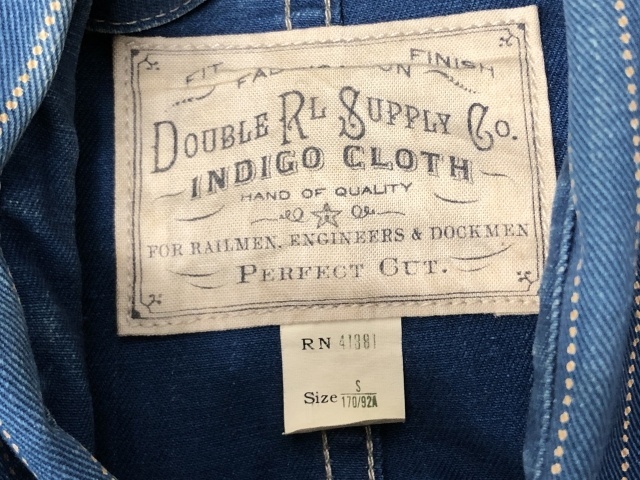 FIT FINISH
DOUBLE RL SUPPLY CO.
INDIGO CLOTH
HAND OF QUALITY
FOR RAILMEN, ENGINEERS & DOCKMEN
PERFECT CUT.
RN 41381
Size S
170/92A